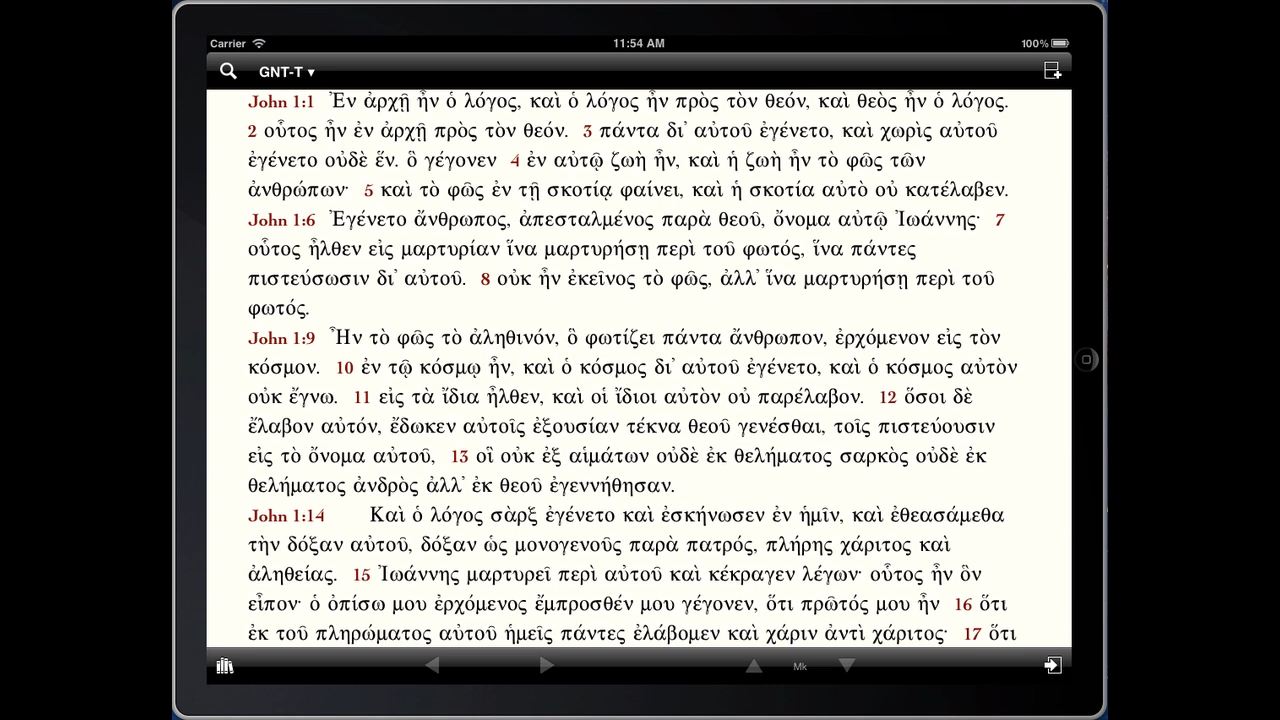 Carrier 11:54 AM 100%
GNT-T ▾
John 1:1 Ἐν ἀρχῇ ἦν ὁ λόγος, καὶ ὁ λόγος ἦν πρὸς τὸν θεόν, καὶ θεὸς ἦν ὁ λόγος.
2 οὗτος ἦν ἐν ἀρχῇ πρὸς τὸν θεόν. 3 πάντα δι’ αὐτοῦ ἐγένετο, καὶ χωρὶς αὐτοῦ
ἐγένετο οὐδὲ ἕν. ὃ γέγονεν 4 ἐν αὐτῷ ζωὴ ἦν, καὶ ἡ ζωὴ ἦν τὸ φῶς τῶν
ἀνθρώπων· 5 καὶ τὸ φῶς ἐν τῇ σκοτίᾳ φαίνει, καὶ ἡ σκοτία αὐτὸ οὐ κατέλαβεν.
John 1:6 Ἐγένετο ἄνθρωπος, ἀπεσταλμένος παρὰ θεοῦ, ὄνομα αὐτῷ Ἰωάννης· 7
οὗτος ἦλθεν εἰς μαρτυρίαν ἵνα μαρτυρήσῃ περὶ τοῦ φωτός, ἵνα πάντες
πιστεύσωσιν δι’ αὐτοῦ. 8 οὐκ ἦν ἐκεῖνος τὸ φῶς, ἀλλ’ ἵνα μαρτυρήσῃ περὶ τοῦ
φωτός.
John 1:9 Ἦν τὸ φῶς τὸ ἀληθινόν, ὃ φωτίζει πάντα ἄνθρωπον, ἐρχόμενον εἰς τὸν
κόσμον. 10 ἐν τῷ κόσμῳ ἦν, καὶ ὁ κόσμος δι’ αὐτοῦ ἐγένετο, καὶ ὁ κόσμος αὐτὸν
οὐκ ἔγνω. 11 εἰς τὰ ἴδια ἦλθεν, καὶ οἱ ἴδιοι αὐτὸν οὐ παρέλαβον. 12 ὅσοι δὲ
ἔλαβον αὐτόν, ἔδωκεν αὐτοῖς ἐξουσίαν τέκνα θεοῦ γενέσθαι, τοῖς πιστεύουσιν
εἰς τὸ ὄνομα αὐτοῦ, 13 οἳ οὐκ ἐξ αἱμάτων οὐδὲ ἐκ θελήματος σαρκὸς οὐδὲ ἐκ
θελήματος ἀνδρὸς ἀλλ’ ἐκ θεοῦ ἐγεννήθησαν.
John 1:14 Καὶ ὁ λόγος σὰρξ ἐγένετο καὶ ἐσκήνωσεν ἐν ἡμῖν, καὶ ἐθεασάμεθα
τὴν δόξαν αὐτοῦ, δόξαν ὡς μονογενοῦς παρὰ πατρός, πλήρης χάριτος καὶ
ἀληθείας. 15 Ἰωάννης μαρτυρεῖ περὶ αὐτοῦ καὶ κέκραγεν λέγων· οὗτος ἦν ὃν
εἶπον· ὁ ὀπίσω μου ἐρχόμενος ἔμπροσθέν μου γέγονεν, ὅτι πρῶτός μου ἦν 16 ὅτι
ἐκ τοῦ πληρώματος αὐτοῦ ἡμεῖς πάντες ἐλάβομεν καὶ χάριν ἀντὶ χάριτος· 17 ὅτι
Mk